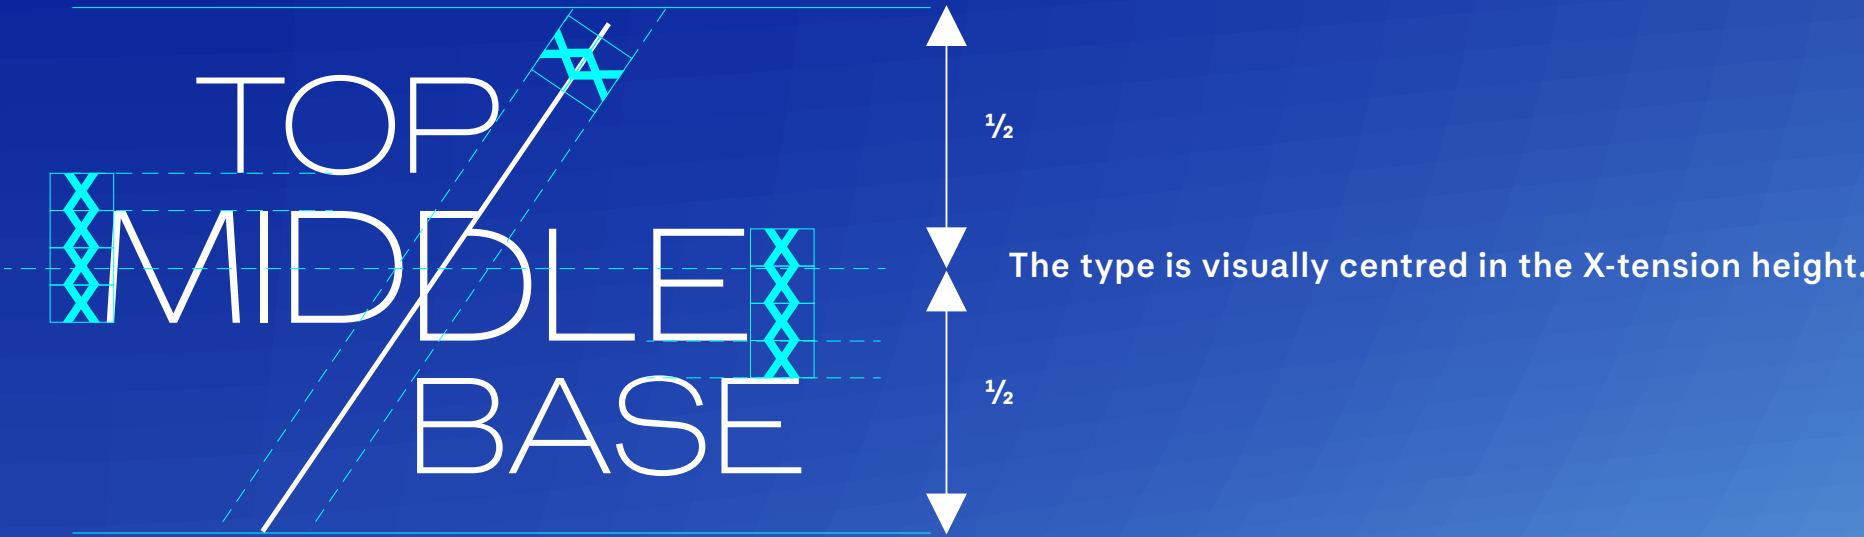 TOP
MIDDLE
BASE
½
The type is visually centred in the X-tension height.
½